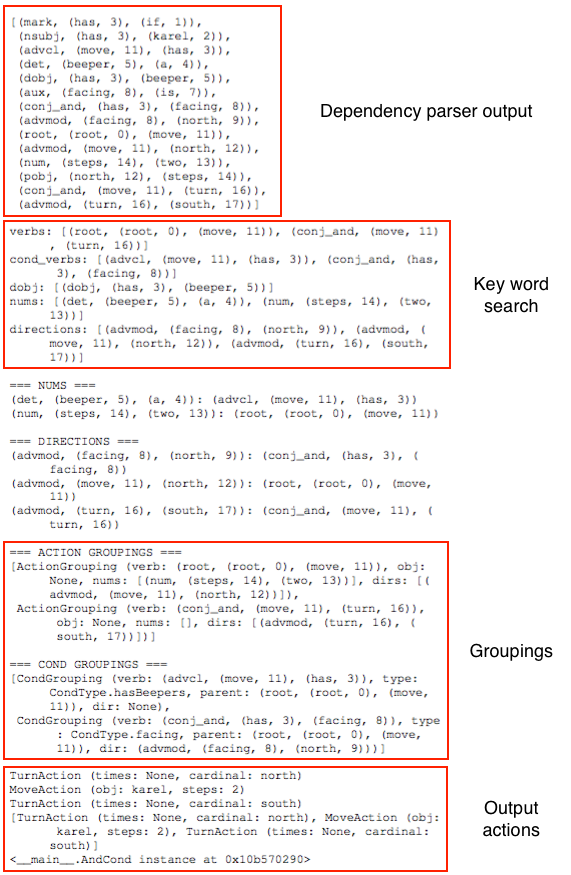 [(mark, (has, 3), (if, 1)),
(nsubj, (has, 3), (karel, 2)),
(advcl, (move, 11), (has, 3)),
(det, (beeper, 5), (a, 4)),
(dobj, (has, 3), (beeper, 5)),
(aux, (facing, 8), (is, 7)),
(conj_and, (has, 3), (facing, 8)),
(advmod, (facing, 8), (north, 9)),
(root, (root, 0), (move, 11)),
(advmod, (move, 11), (north, 12)),
(num, (steps, 14), (two, 13)),
(pobj, (north, 12), (steps, 14)),
(conj_and, (move, 11), (turn, 16)),
(advmod, (turn, 16), (south, 17))]
Dependency parser output
verbs: [(root, (root, 0), (move, 11)), (conj_and, (move, 11)
, (turn, 16))]
cond_verbs: [(advcl, (move, 11), (has, 3)), (conj_and, (has,
3), (facing, 8))]
dobj: [(dobj, (has, 3), (beeper, 5))]
nums: [(det, (beeper, 5), (a, 4)), (num, (steps, 14), (two,
13))]
directions: [(advmod, (facing, 8), (north, 9)), (advmod, (
move, 11), (north, 12)), (advmod, (turn, 16), (south,
17))]
Key word
search
=== NUMS ===
(det, (beeper, 5), (a, 4)): (advcl, (move, 11), (has, 3))
(num, (steps, 14), (two, 13)): (root, (root, 0), (move, 11))
=== DIRECTIONS ===
(advmod, (facing, 8), (north, 9)): (conj_and, (has, 3), (
facing, 8))
(advmod, (move, 11), (north, 12)): (root, (root, 0), (move,
11))
(advmod, (turn, 16), (south, 17)): (conj_and, (move, 11), (
turn, 16))
=== ACTION GROUPINGS ===
[ActionGrouping (verb: (root, (root, 0), (move, 11)), obj:
None, nums: [(num, (steps, 14), (two, 13))], dirs: [(
advmod, (move, 11), (north, 12))]),
ActionGrouping (verb: (conj_and, (move, 11), (turn, 16)),
obj: None, nums: [], dirs: [(advmod, (turn, 16), (
south, 17))])]
=== COND GROUPINGS ===
[CondGrouping (verb: (advcl, (move, 11), (has, 3)), type:
CondType.hasBeepers, parent: (root, (root, 0), (move,
11)), dir: None),
CondGrouping (verb: (conj_and, (has, 3), (facing, 8)), type
: CondType.facing, parent: (root, (root, 0), (move,
11)), dir: (advmod, (facing, 8), (north, 9)))]
Groupings
TurnAction (times: None, cardinal: north)
MoveAction (obj: karel, steps: 2)
TurnAction (times: None, cardinal: south)
[TurnAction (times: None, cardinal: north), MoveAction (obj:
karel, steps: 2), TurnAction (times: None, cardinal:
south)]
<__main__.AndCond instance at 0x10b570290>
Output
actions